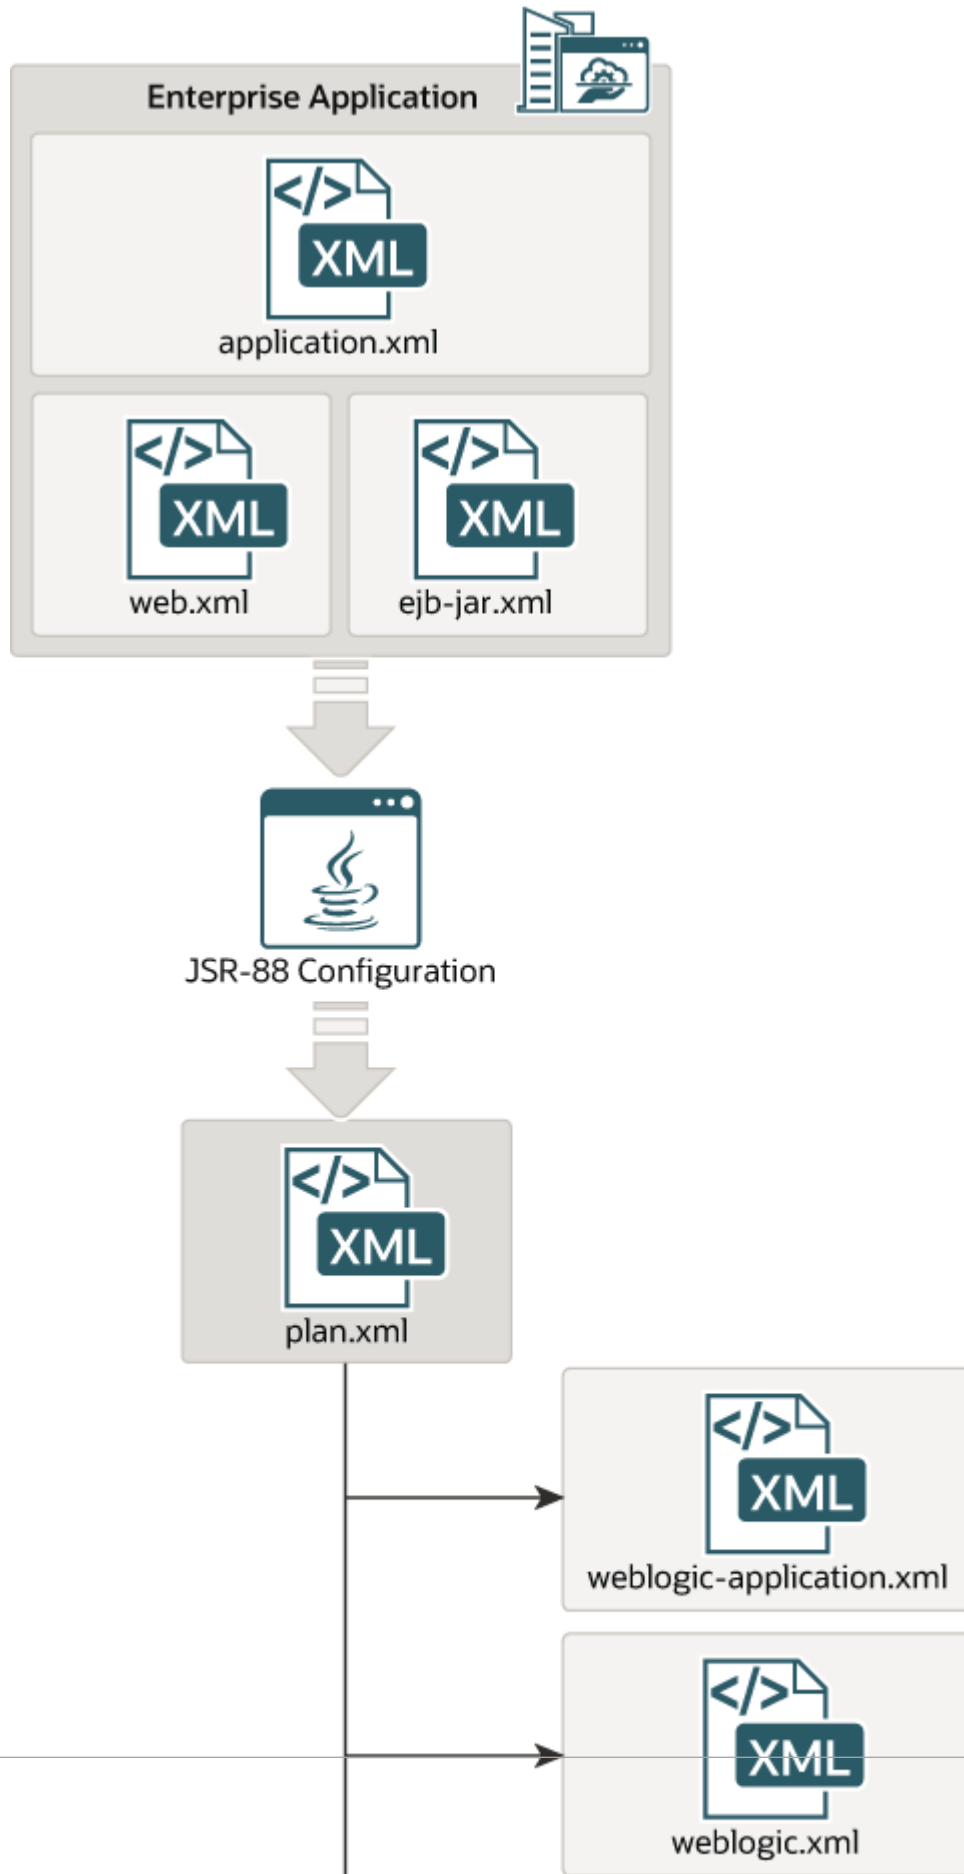 Enterprise Application
</>
XML
application.xml
</>
XML
web.xml
</>
XML
ejb-jar.xml
JSR-88 Configuration
</>
XML
plan.xml
</>
XML
weblogic-application.xml
</>
XML
weblogic.xml